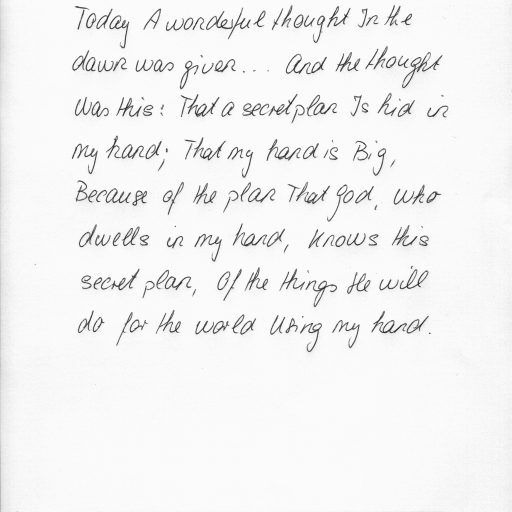 Today A wonderful thought In the
dawn was given... And the thought
Was this: That a secret plan Is hid in
my hand; That my hand is Big,
Because of the plan That God, who
dwells in my hand, Knows this
secret plan, Of the things He will
do for the world Using my hand.